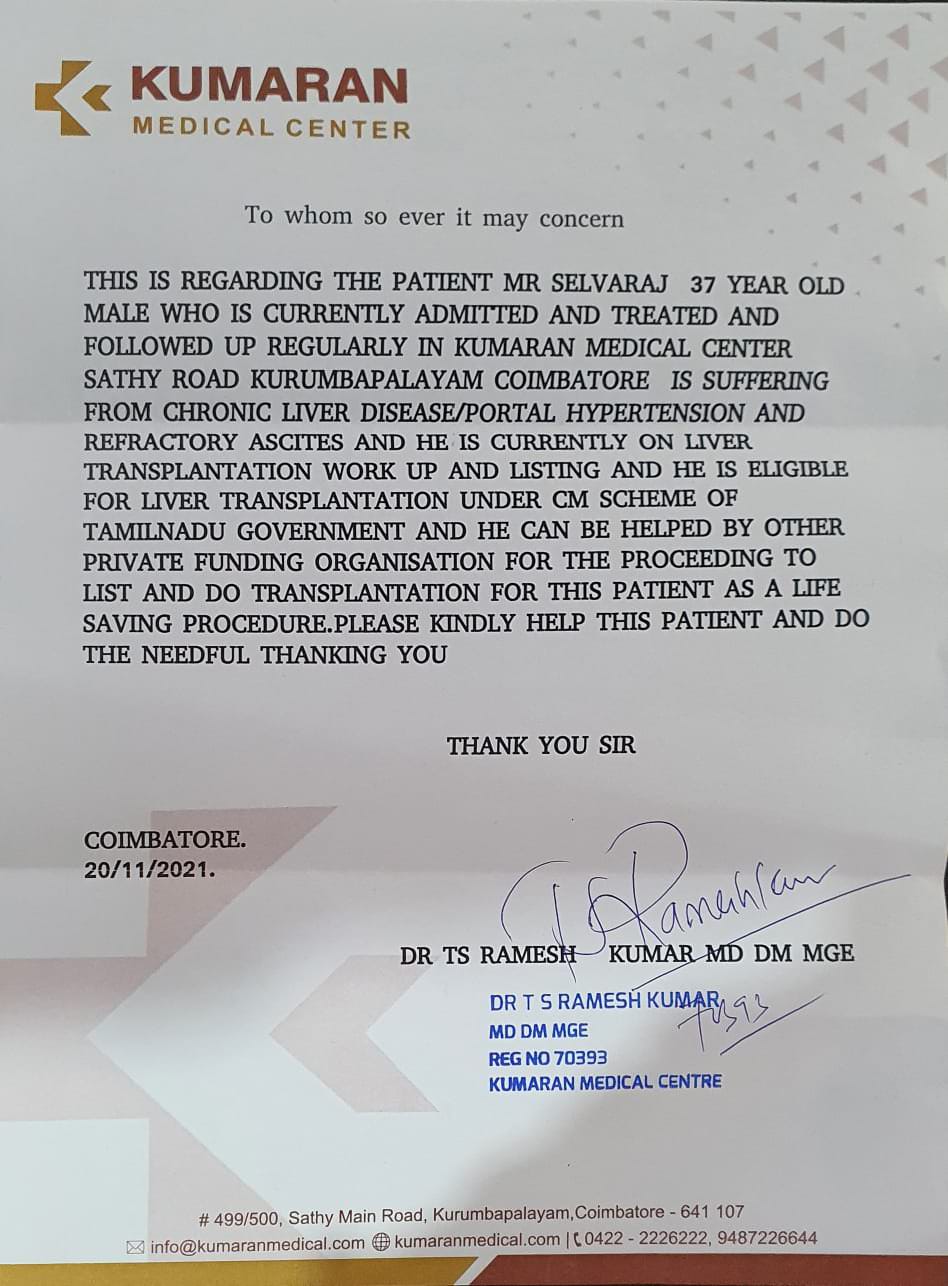 KUMARAN
MEDICAL CENTER
To whom so ever it may concern
THIS IS REGARDING THE PATIENT MR SELVARAJ 37 YEAR OLD
MALE WHO IS CURRENTLY ADMITTED AND TREATED AND
FOLLOWED UP REGULARLY IN KUMARAN MEDICAL CENTER
SATHY ROAD KURUMBAPALAYAM COIMBATORE IS SUFFERING
FROM CHRONIC LIVER DISEASE/PORTAL HYPERTENSION AND
REFRACTORY ASCITES AND HE IS CURRENTLY ON LIVER
TRANSPLANTATION WORK UP AND LISTING AND HE IS ELIGIBLE
FOR LIVER TRANSPLANTATION UNDER CM SCHEME OF
TAMILNADU GOVERNMENT AND HE CAN BE HELPED BY OTHER
PRIVATE FUNDING ORGANISATION FOR THE PROCEEDING TO
LIST AND DO TRANSPLANTATION FOR THIS PATIENT AS A LIFE
SAVING PROCEDURE.PLEASE KINDLY HELP THIS PATIENT AND DO
THE NEEDFUL THANKING YOU
THANK YOU SIR
COIMBATORE.
20/11/2021.
DR TS RAMESH KUMAR MD DM MGE
DR T S RAMESH KUMAR
70393
MD DM MGE
REG NO 70393
KUMARAN MEDICAL CENTRE
# 499/500, Sathy Main Road, Kurumbapalayam,Coimbatore - 641 107
info@kumaranmedical.com kumaranmedical.com | 0422 - 2226222, 9487226644